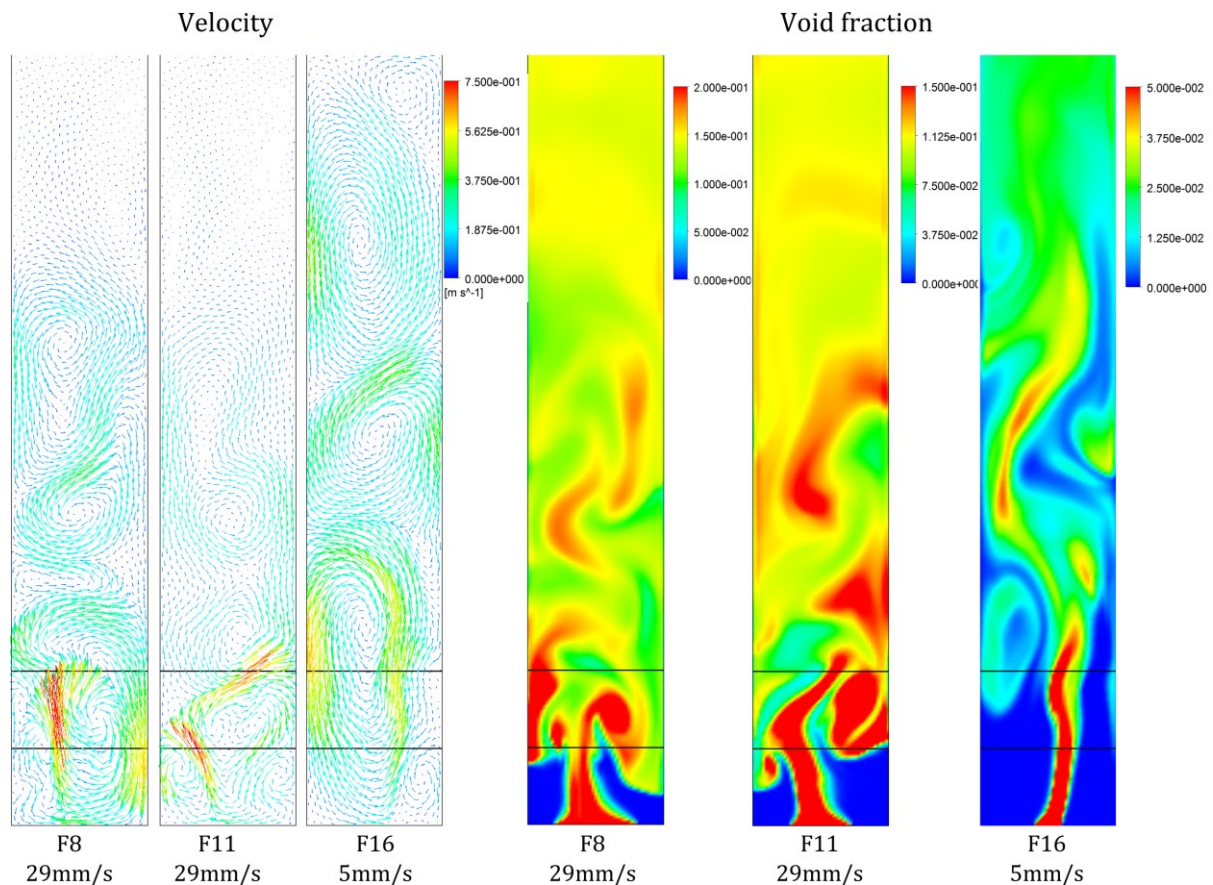 Velocity
Void fraction
7.500e-001
5.625e-001
3.750e-001
1.875e-001
0.000e+000
[m s^-1]
2.000e-001
1.500e-001
1.000e-001
5.000e-002
0.000e+00
1.500e-001
1.125e-001
7.500e-002
3.750e-002
0.000e+00
5.000e-002
3.750e-002
2.500e-002
1.250e-002
0.000e+000
F8
F11
F16
F8
F11
F16
29mm/s
29mm/s
5mm/s
29mm/s
29mm/s
5mm/s